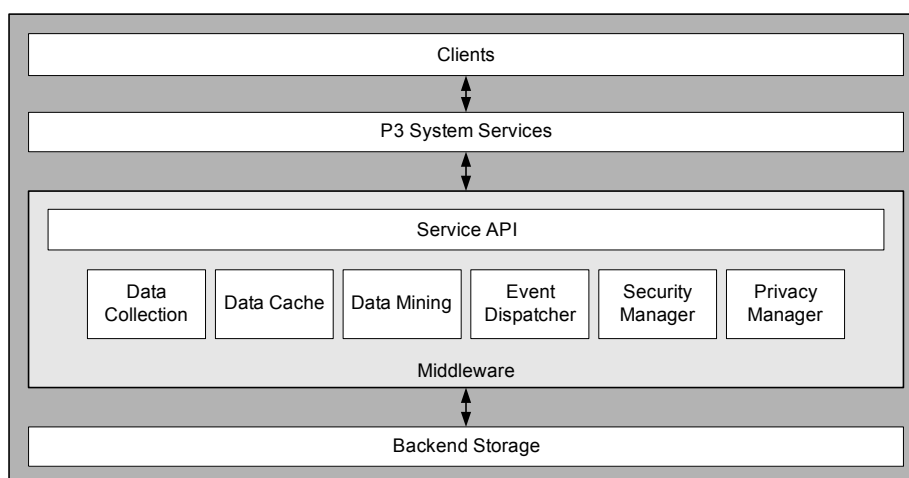 Clients
P3 System Services
Service API
Data
Collection
Data Cache
Data Mining
Event
Dispatcher
Security
Manager
Privacy
Manager
Middleware
Backend Storage